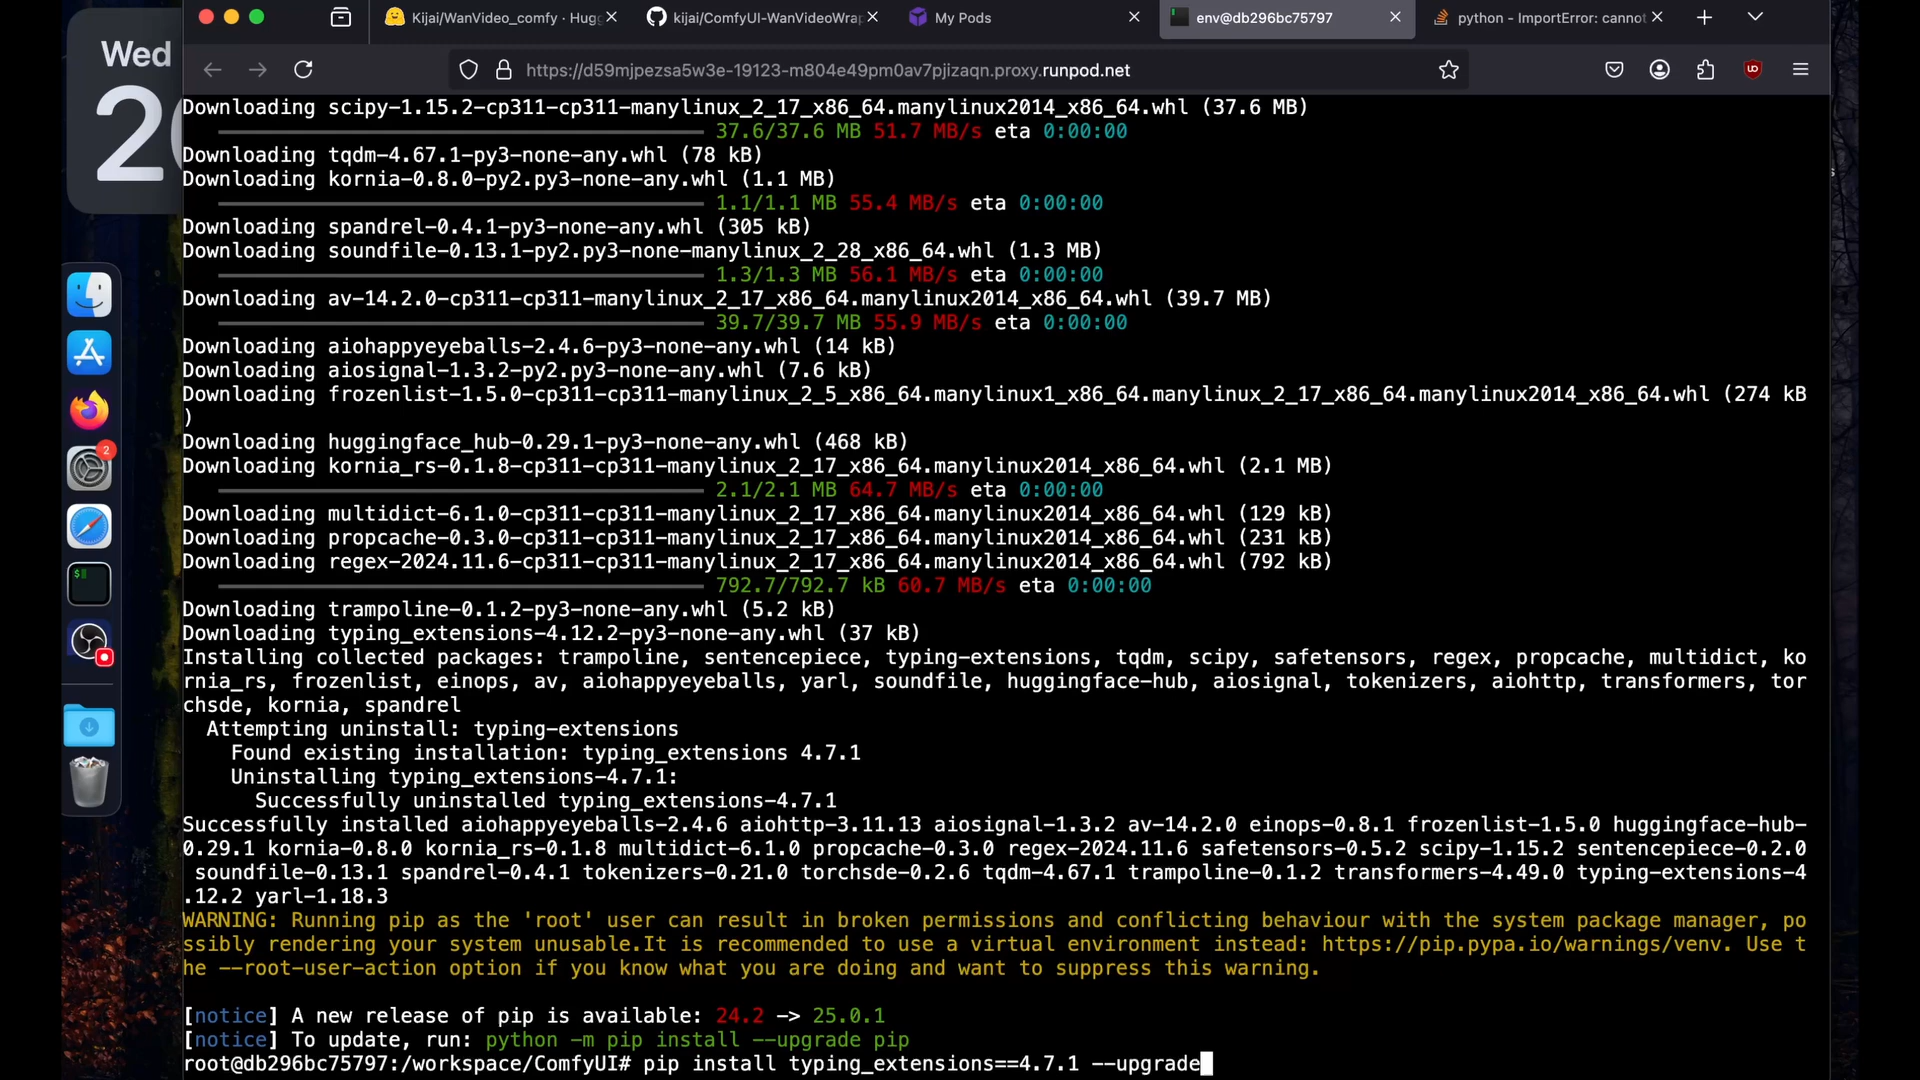 Wed
Kijai/WanVideo_comfy · Hugg
kijai/ComfyUI-WanVideoWrap
My Pods
env@db296bc75797
python - ImportError: cannot
https://d59mjpezsa5w3e-19123-m804e49pm0av7pjizaqn.proxy.runpod.net
Downloading scipy-1.15.2-cp311-cp311-manylinux_2_17_x86_64.manylinux2014_x86_64.whl (37.6 MB)
37.6/37.6 MB 51.7 MB/s eta 0:00:00
Downloading tqdm-4.67.1-py3-none-any.whl (78 kB)
Downloading kornia-0.8.0-py2.py3-none-any.whl (1.1 MB)
1.1/1.1 MB 55.4 MB/s eta 0:00:00
Downloading spandrel-0.4.1-py3-none-any.whl (305 kB)
Downloading soundfile-0.13.1-py2.py3-none-manylinux_2_28_x86_64.whl (1.3 MB)
1.3/1.3 MB 56.1 MB/s eta 0:00:00
Downloading av-14.2.0-cp311-cp311-manylinux_2_17_x86_64.manylinux2014_x86_64.whl (39.7 MB)
39.7/39.7 MB 55.9 MB/s eta 0:00:00
Downloading aiohappyeyeballs-2.4.6-py3-none-any.whl (14 kB)
Downloading aiosignal-1.3.2-py2.py3-none-any.whl (7.6 kB)
Downloading frozenlist-1.5.0-cp311-cp311-manylinux_2_5_x86_64.manylinux1_x86_64.manylinux_2_17_x86_64.manylinux2014_x86_64.whl (274 kB
)
Downloading huggingface_hub-0.29.1-py3-none-any.whl (468 kB)
Downloading kornia_rs-0.1.8-cp311-cp311-manylinux_2_17_x86_64.manylinux2014_x86_64.whl (2.1 MB)
2.1/2.1 MB 64.7 MB/s eta 0:00:00
Downloading multidict-6.1.0-cp311-cp311-manylinux_2_17_x86_64.manylinux2014_x86_64.whl (129 kB)
Downloading propcache-0.3.0-cp311-cp311-manylinux_2_17_x86_64.manylinux2014_x86_64.whl (231 kB)
Downloading regex-2024.11.6-cp311-cp311-manylinux_2_17_x86_64.manylinux2014_x86_64.whl (792 kB)
792.7/792.7 kB 60.7 MB/s eta 0:00:00
Downloading trampoline-0.1.2-py3-none-any.whl (5.2 kB)
Downloading typing_extensions-4.12.2-py3-none-any.whl (37 kB)
Installing collected packages: trampoline, sentencepiece, typing-extensions, tqdm, scipy, safetensors, regex, propcache, multidict, ko
rnia_rs, frozenlist, einops, av, aiohappyeyeballs, yarl, soundfile, huggingface-hub, aiosignal, tokenizers, aiohttp, transformers, tor
chsde, kornia, spandrel
Attempting uninstall: typing-extensions
Found existing installation: typing_extensions 4.7.1
Uninstalling typing_extensions-4.7.1:
Successfully uninstalled typing_extensions-4.7.1
Successfully installed aiohappyeyeballs-2.4.6 aiohttp-3.11.13 aiosignal-1.3.2 av-14.2.0 einops-0.8.1 frozenlist-1.5.0 huggingface-hub-
0.29.1 kornia-0.8.0 kornia_rs-0.1.8 multidict-6.1.0 propcache-0.3.0 regex-2024.11.6 safetensors-0.5.2 scipy-1.15.2 sentencepiece-0.2.0
soundfile-0.13.1 spandrel-0.4.1 tokenizers-0.21.0 torchsde-0.2.6 tqdm-4.67.1 trampoline-0.1.2 transformers-4.49.0 typing-extensions-4
.12.2 yarl-1.18.3
WARNING: Running pip as the 'root' user can result in broken permissions and conflicting behaviour with the system package manager, po
ssibly rendering your system unusable.It is recommended to use a virtual environment instead: https://pip.pypa.io/warnings/venv. Use t
he --root-user-action option if you know what you are doing and want to suppress this warning.
[notice] A new release of pip is available: 24.2 -> 25.0.1
[notice] To update, run: python -m pip install --upgrade pip
root@db296bc75797:/workspace/ComfyUI# pip install typing_extensions==4.7.1 --upgrade